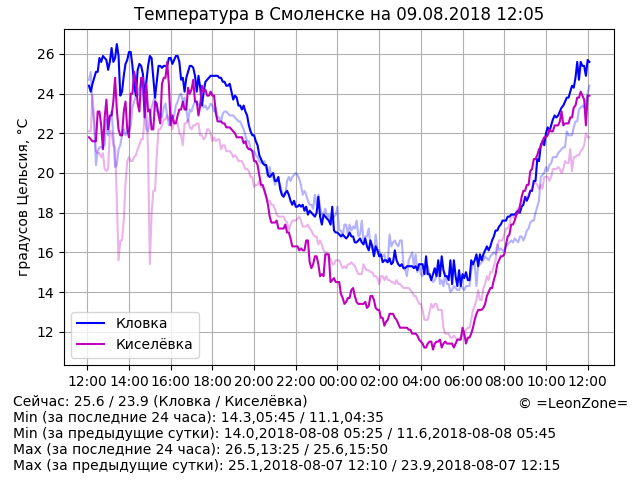 Температура в Смоленске на 09.08.2018 12:05
градусов Цельсия, °C
26
24
22
20
18
16
14
12
Кловка
Киселёвка
12:00 14:00 16:00 18:00 20:00 22:00 00:00 02:00 04:00 06:00 08:00 10:00 12:00
Сейчас: 25.6 / 23.9 (Кловка / Киселёвка)
© =LeonZone=
Min (за последние 24 часа): 14.3,05:45 / 11.1,04:35
Min (за предыдущие сутки): 14.0,2018-08-08 05:25 / 11.6,2018-08-08 05:45
Max (за последние 24 часа): 26.5,13:25 / 25.6,15:50
Max (за предыдущие сутки): 25.1,2018-08-07 12:10 / 23.9,2018-08-07 12:15